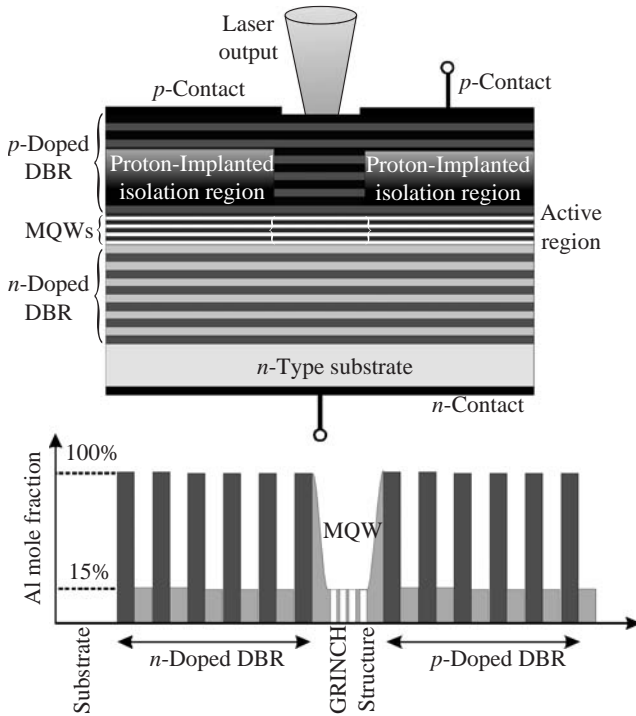 Laser
output
p-Contact
p-Contact
p-Doped
DBR
Proton-Implanted
isolation region
Proton-Implanted
isolation region
MQWs
Active
region
n-Doped
DBR
n-Type substrate
n-Contact
100%
MQW
15%
Al mole fraction
Substrate
n-Doped DBR
GRINCH
Structure
p-Doped DBR